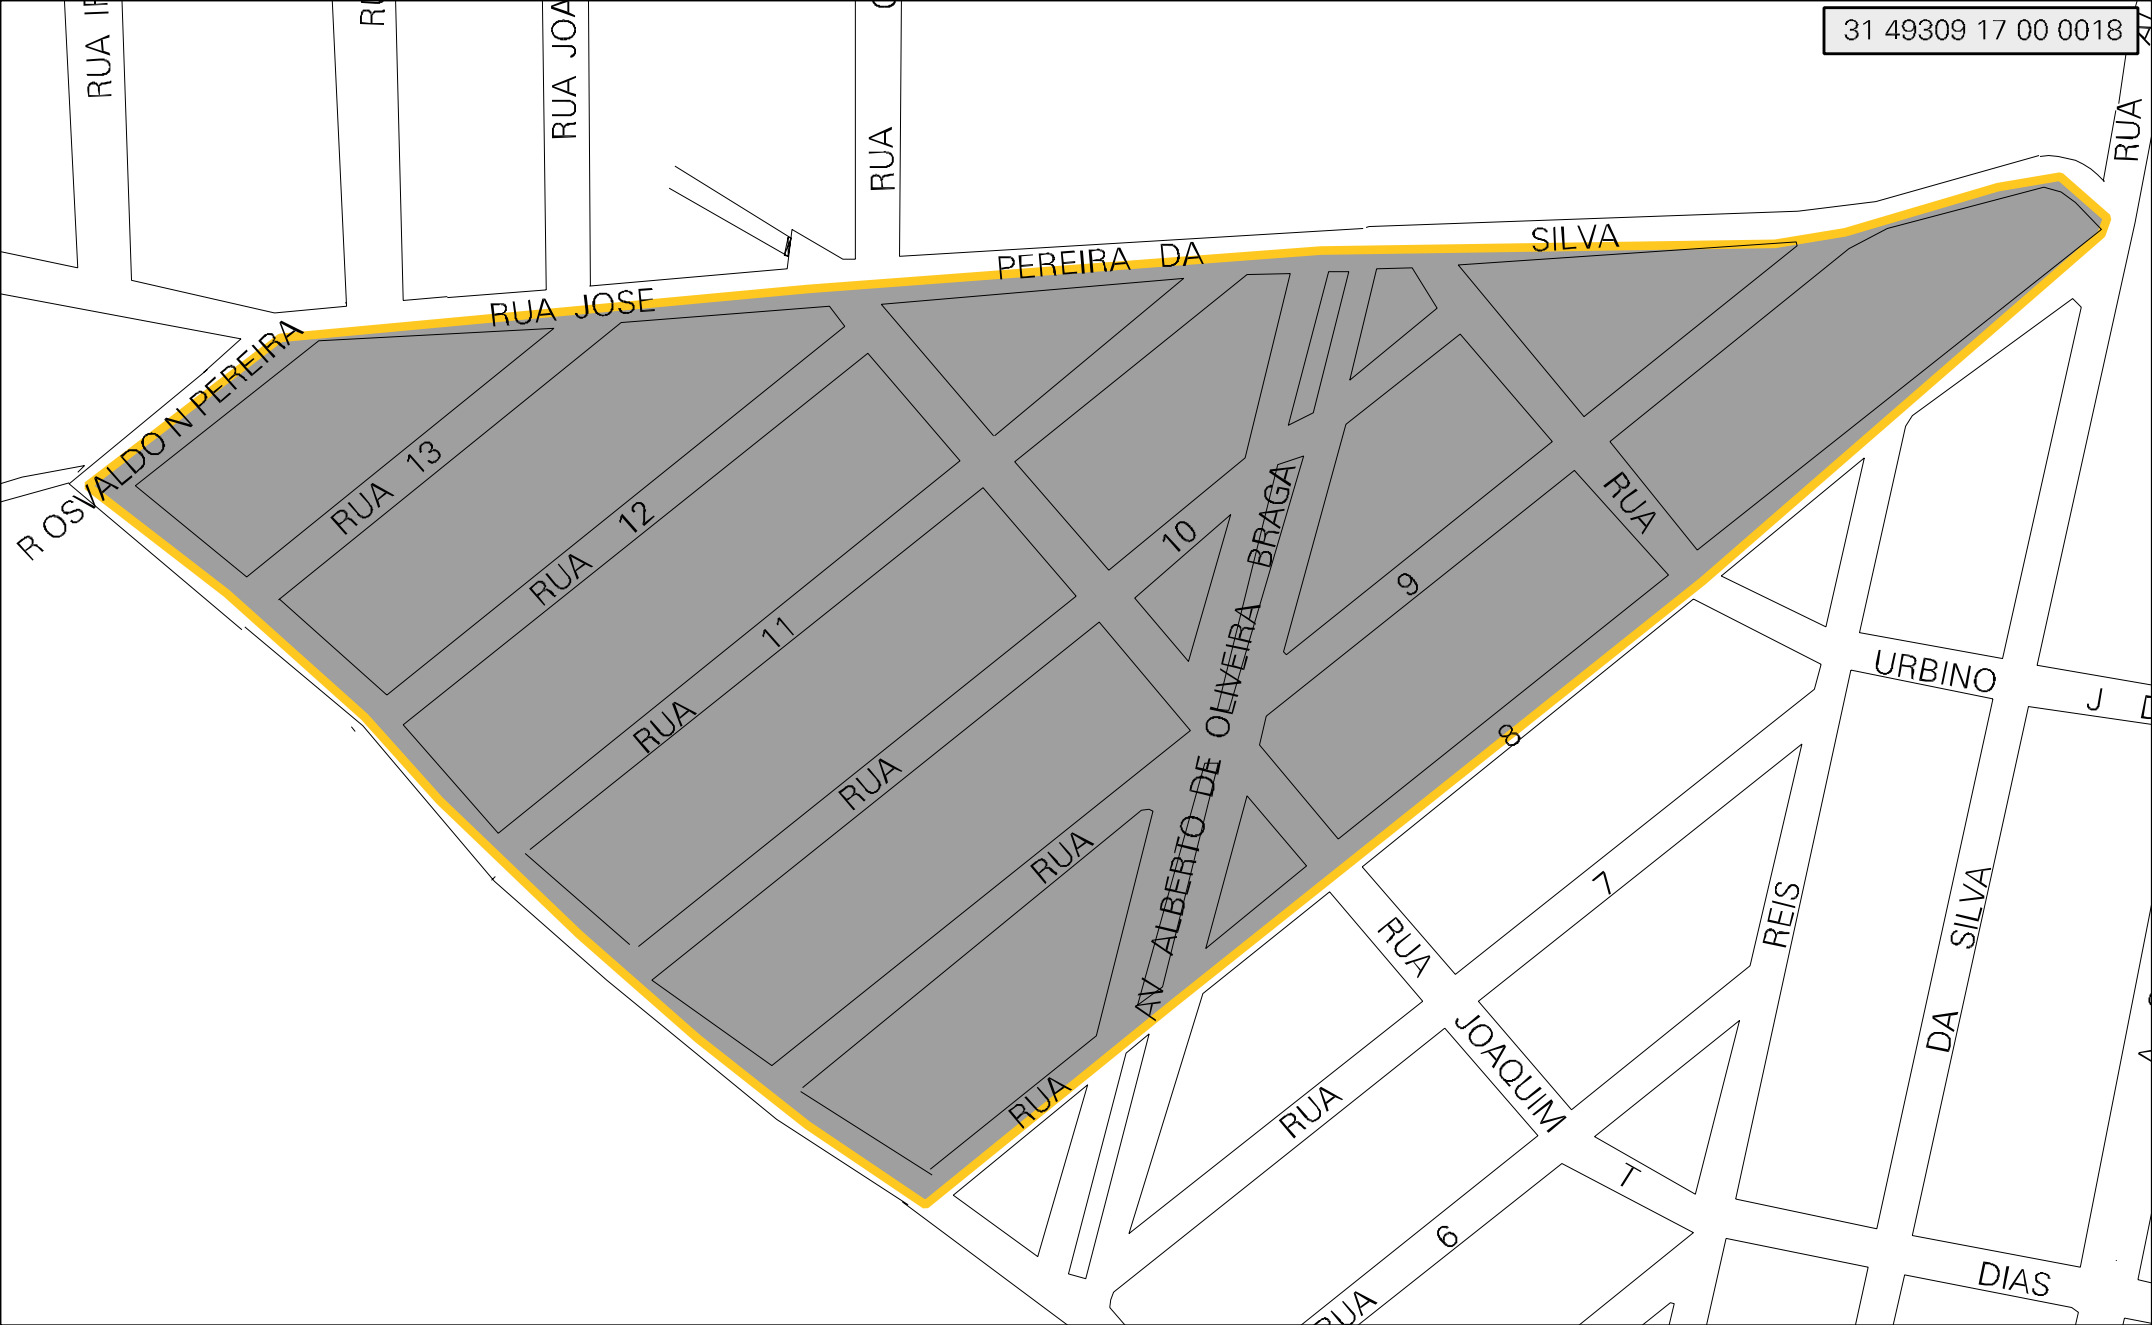 31 49309 17 00 0018
RUA
RUA JOA
RUA
RUA
RUA JOSE PEREIRA DA SILVA
R OSVALDO N PEREIRA
RUA 13
RUA 12
RUA 11
RUA 10
RUA 9
RUA 8
AV ALBERTO DE OLIVEIRA BRAGA
RUA URBINO J
RUA 7
RUA JOAQUIM T DIAS
REIS
DA SILVA
RUA 6